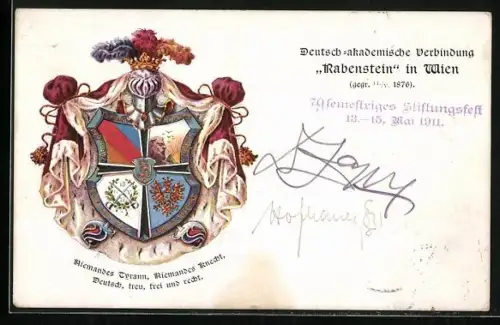 Deutsch-akademische Verbindung
„Rabenstein“ in Wien
(gegr. 1876).
70semestriges Stiftungsfest
13.–15. Mai 1911.
Niemandes Tyrann, Niemandes Knecht,
Deutsch, treu, frei und recht.